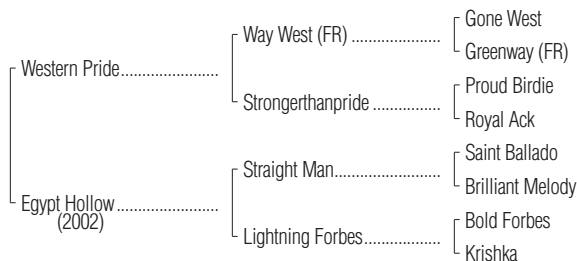 Gone West
Way West (FR) ....................
Greenway (FR)
Western Pride......................
Proud Birdie
Strongerthanpride ...............
Royal Ack
Saint Ballado
Straight Man........................
Brilliant Melody
Egypt Hollow.......................
(2002)
Bold Forbes
Lightning Forbes.................
Krishka